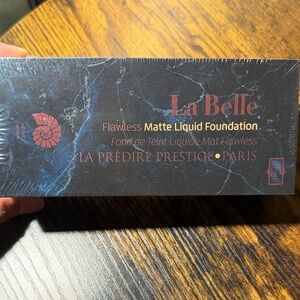 La Belle
Flawless Matte Liquid Foundation
Fond de Teint Liquide Mat Flawless
LA PRÉDIRE PRESTIGE•PARIS